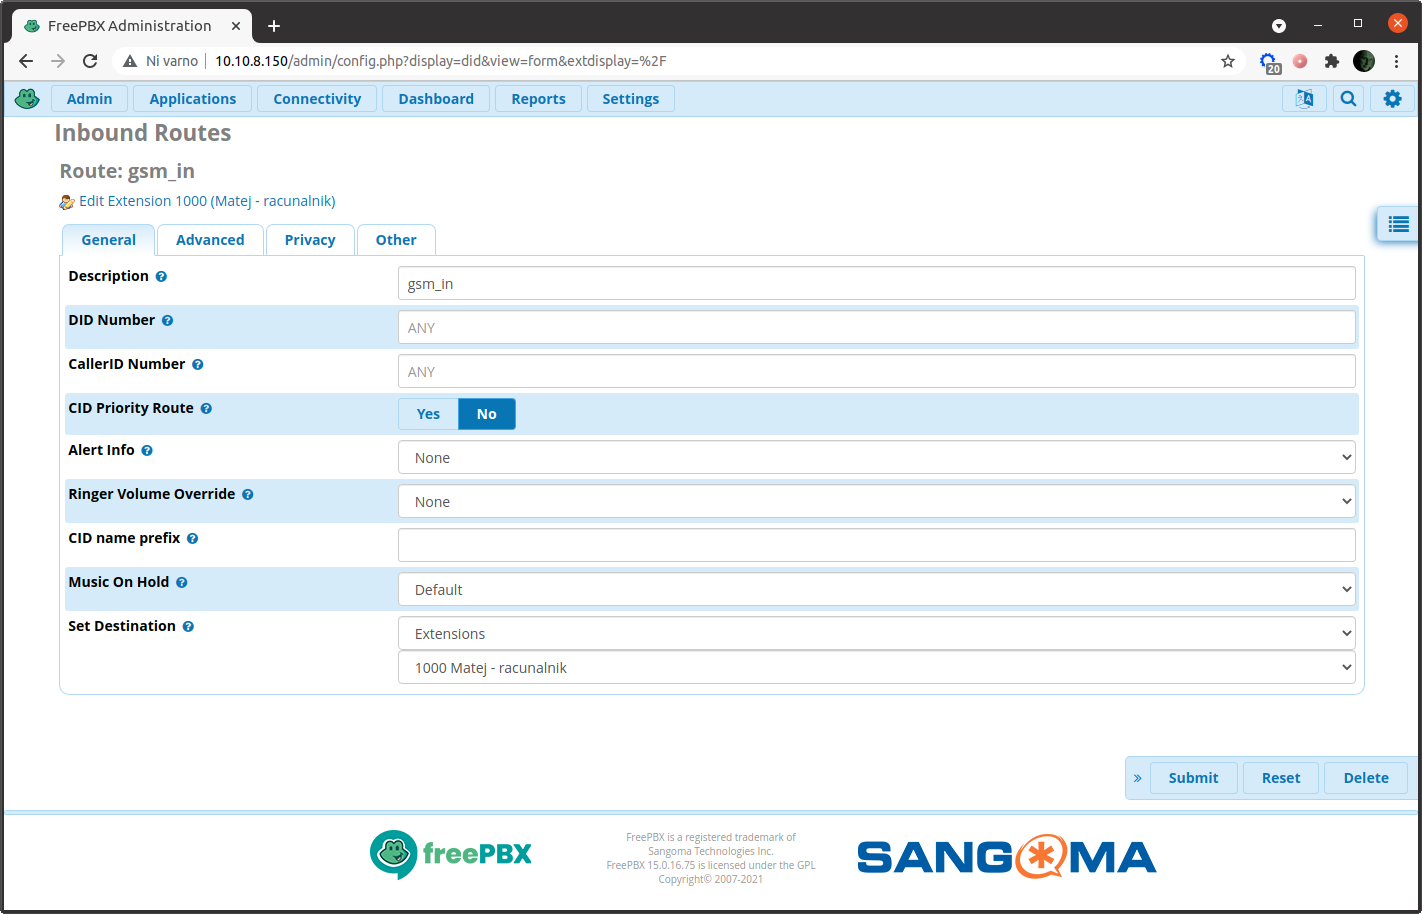 FreePBX Administration
Ni varno
10.10.8.150/admin/config.php?display=did&view=form&extdisplay=%2F
20
Admin
Applications
Connectivity
Dashboard
Reports
Settings
Inbound Routes
Route: gsm_in
Edit Extension 1000 (Matej - racunalnik)
General
Advanced
Privacy
Other
Description
gsm_in
DID Number
ANY
CallerID Number
ANY
CID Priority Route
Yes
No
Alert Info
None
Ringer Volume Override
None
CID name prefix
Music On Hold
Default
Set Destination
Extensions
1000 Matej - racunalnik
» Submit
Reset
Delete
freePBX
FreePBX is a registered trademark of
Sangoma Technologies Inc.
FreePBX 15.0.16.75 is licensed under the GPL
Copyright© 2007-2021
SANGOMA